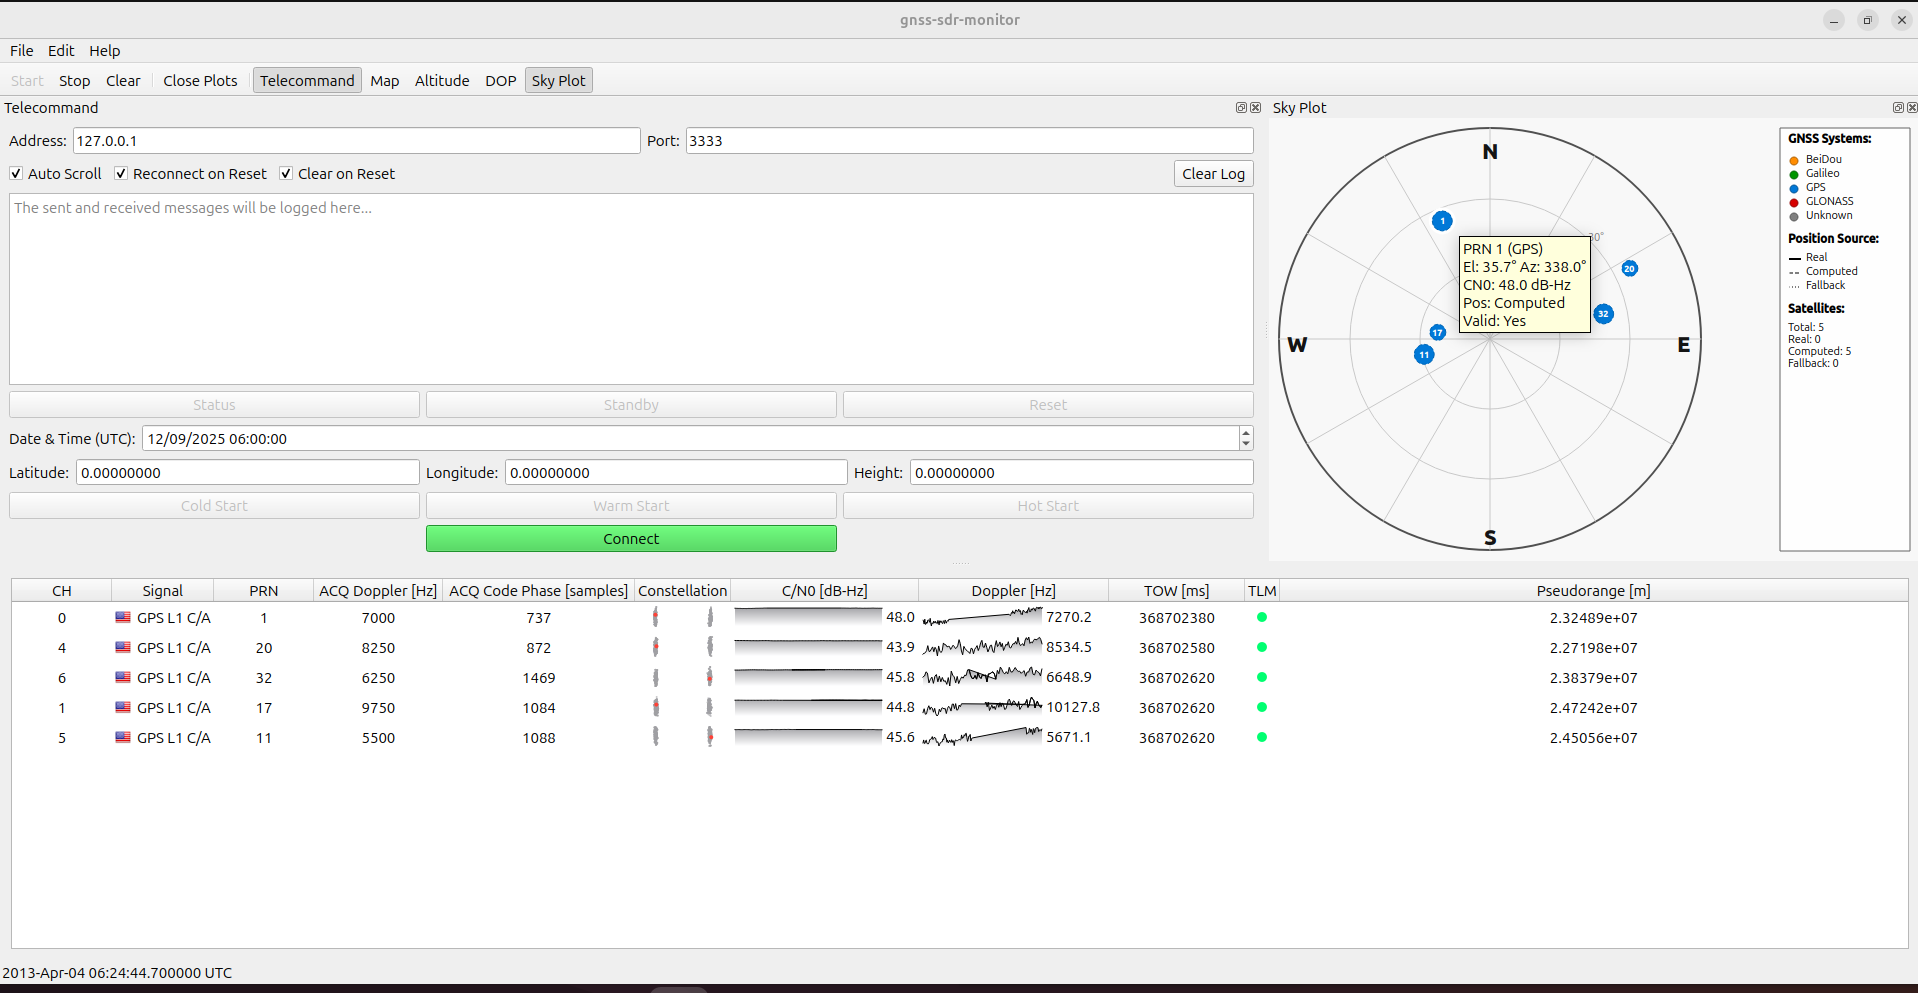 gnss-sdr-monitor
File Edit Help
Start Stop Clear Close Plots Telecommand Map Altitude DOP Sky Plot
Telecommand
Address: 127.0.0.1 Port: 3333
Auto Scroll Reconnect on Reset Clear on Reset Clear Log
The sent and received messages will be logged here...
Status Standby Reset
Date & Time (UTC): 12/09/2025 06:00:00
Latitude: 0.00000000 Longitude: 0.00000000 Height: 0.00000000
Cold Start Warm Start Hot Start
Connect
Sky Plot
N
1
30°
20
32
17
11
W
E
S
PRN 1 (GPS)
El: 35.7° Az: 338.0°
CN0: 48.0 dB-Hz
Pos: Computed
Valid: Yes
GNSS Systems:
BeiDou
Galileo
GPS
GLONASS
Unknown
Position Source:
Real
Computed
Fallback
Satellites:
Total: 5
Real: 0
Computed: 5
Fallback: 0
CH Signal PRN ACQ Doppler [Hz] ACQ Code Phase [samples] Constellation C/N0 [dB-Hz] Doppler [Hz] TOW [ms] TLM Pseudorange [m]
0 GPS L1 C/A 1 7000 737 48.0 7270.2 368702380 2.32489e+07
4 GPS L1 C/A 20 8250 872 43.9 8534.5 368702580 2.27198e+07
6 GPS L1 C/A 32 6250 1469 45.8 6648.9 368702620 2.38379e+07
1 GPS L1 C/A 17 9750 1084 44.8 10127.8 368702620 2.47242e+07
5 GPS L1 C/A 11 5500 1088 45.6 5671.1 368702620 2.45056e+07
2013-Apr-04 06:24:44.700000 UTC